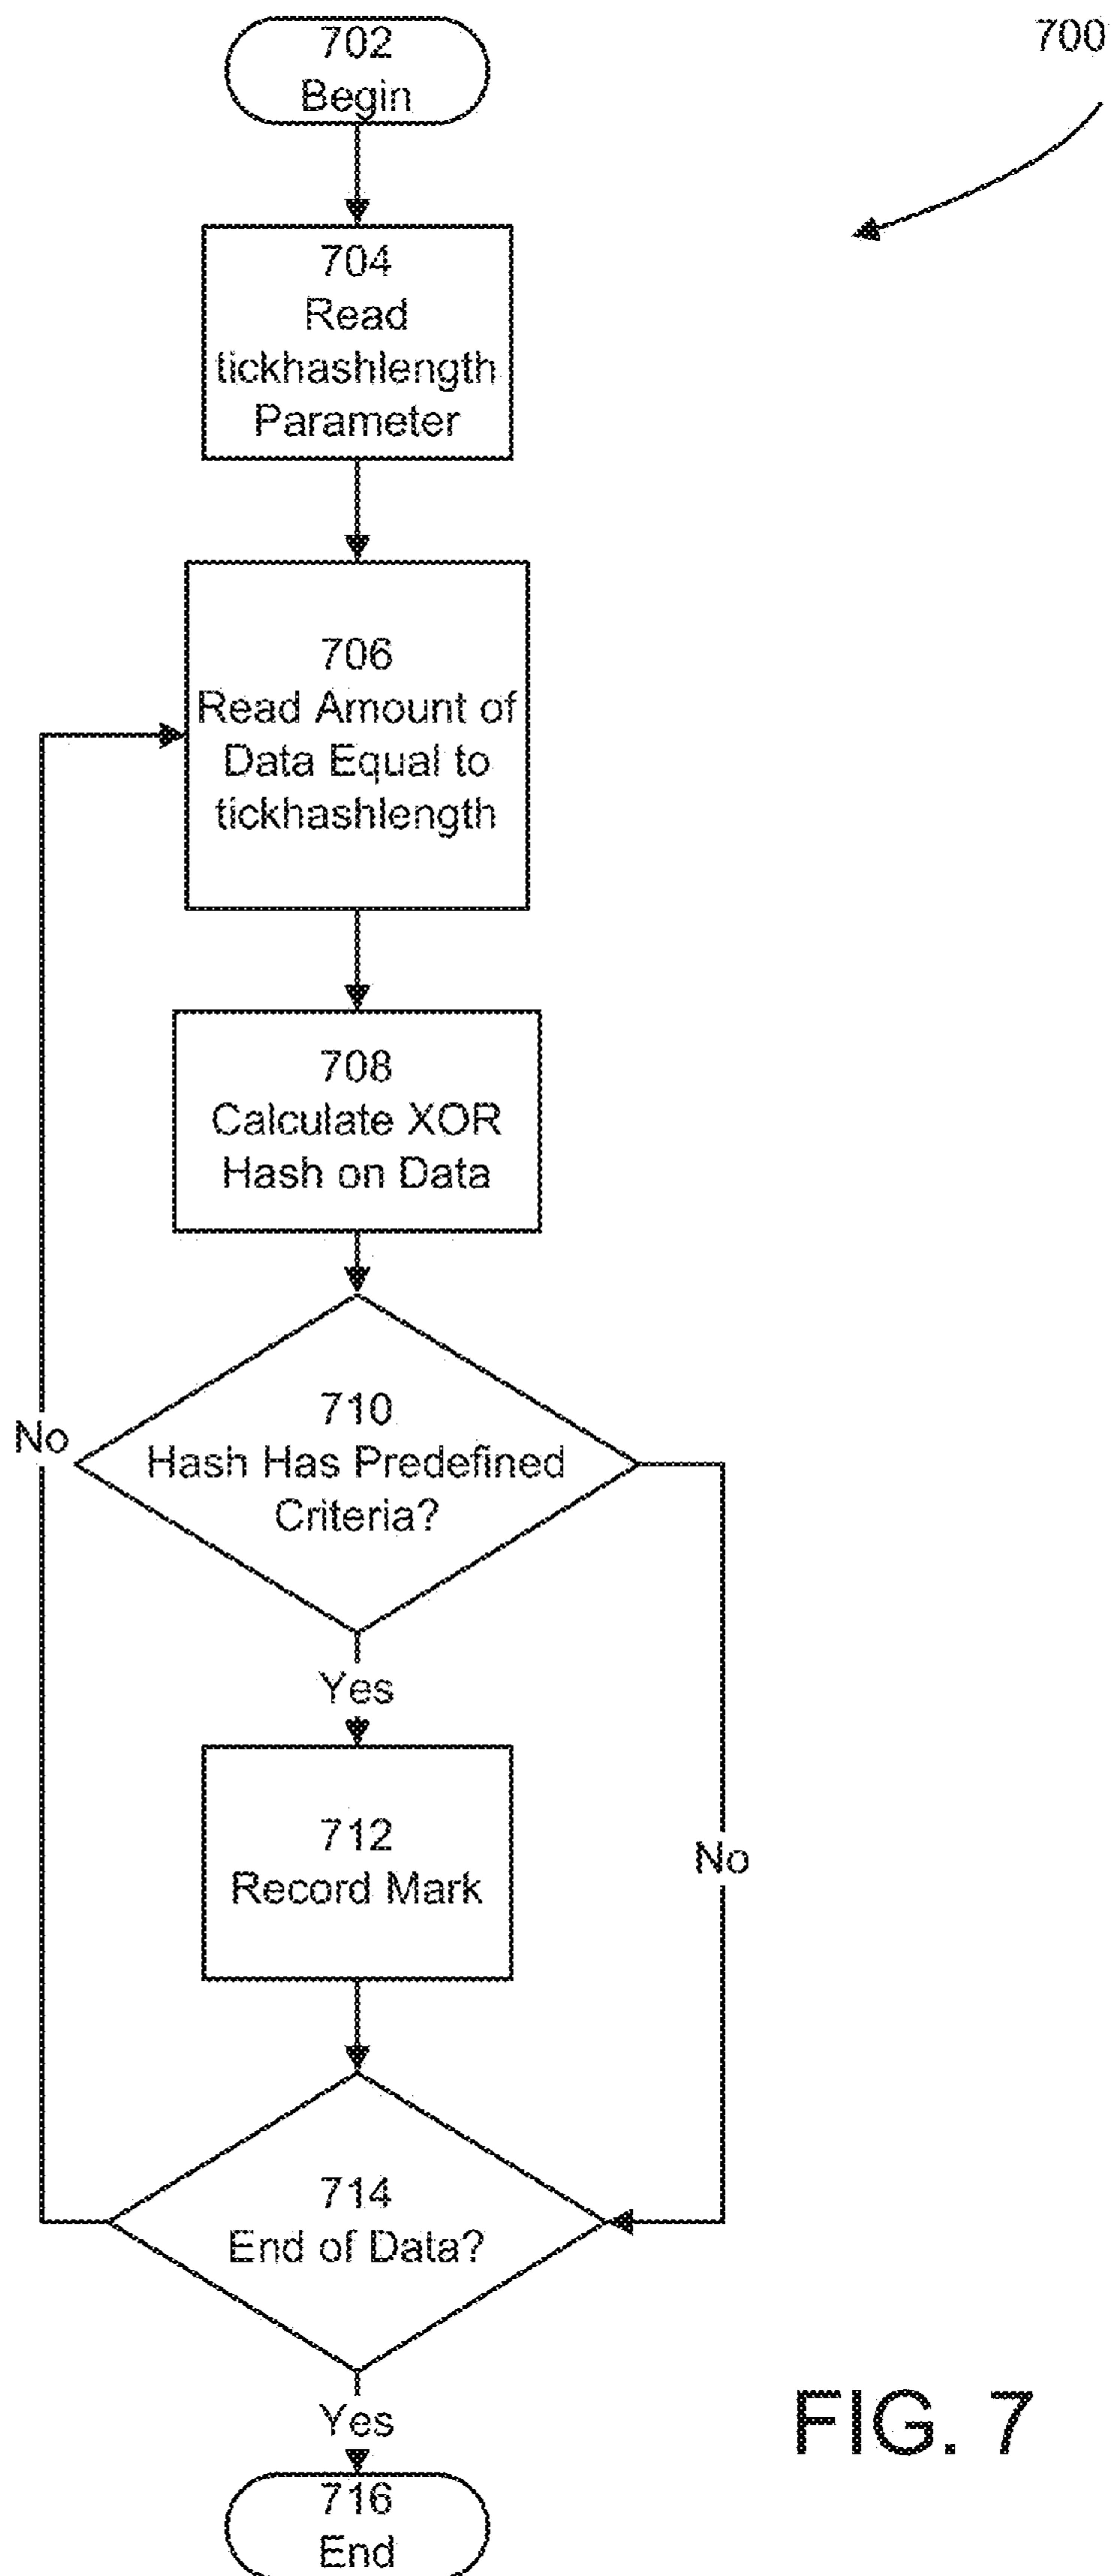 700
702
Begin
704
Read
tickhashlength
Parameter
706
Read Amount of
Data Equal to
tickhashlength
708
Calculate XOR
Hash on Data
710
Hash Has Predefined
Criteria?
No
Yes
712
Record Mark
No
714
End of Data?
Yes
716
End
FIG. 7